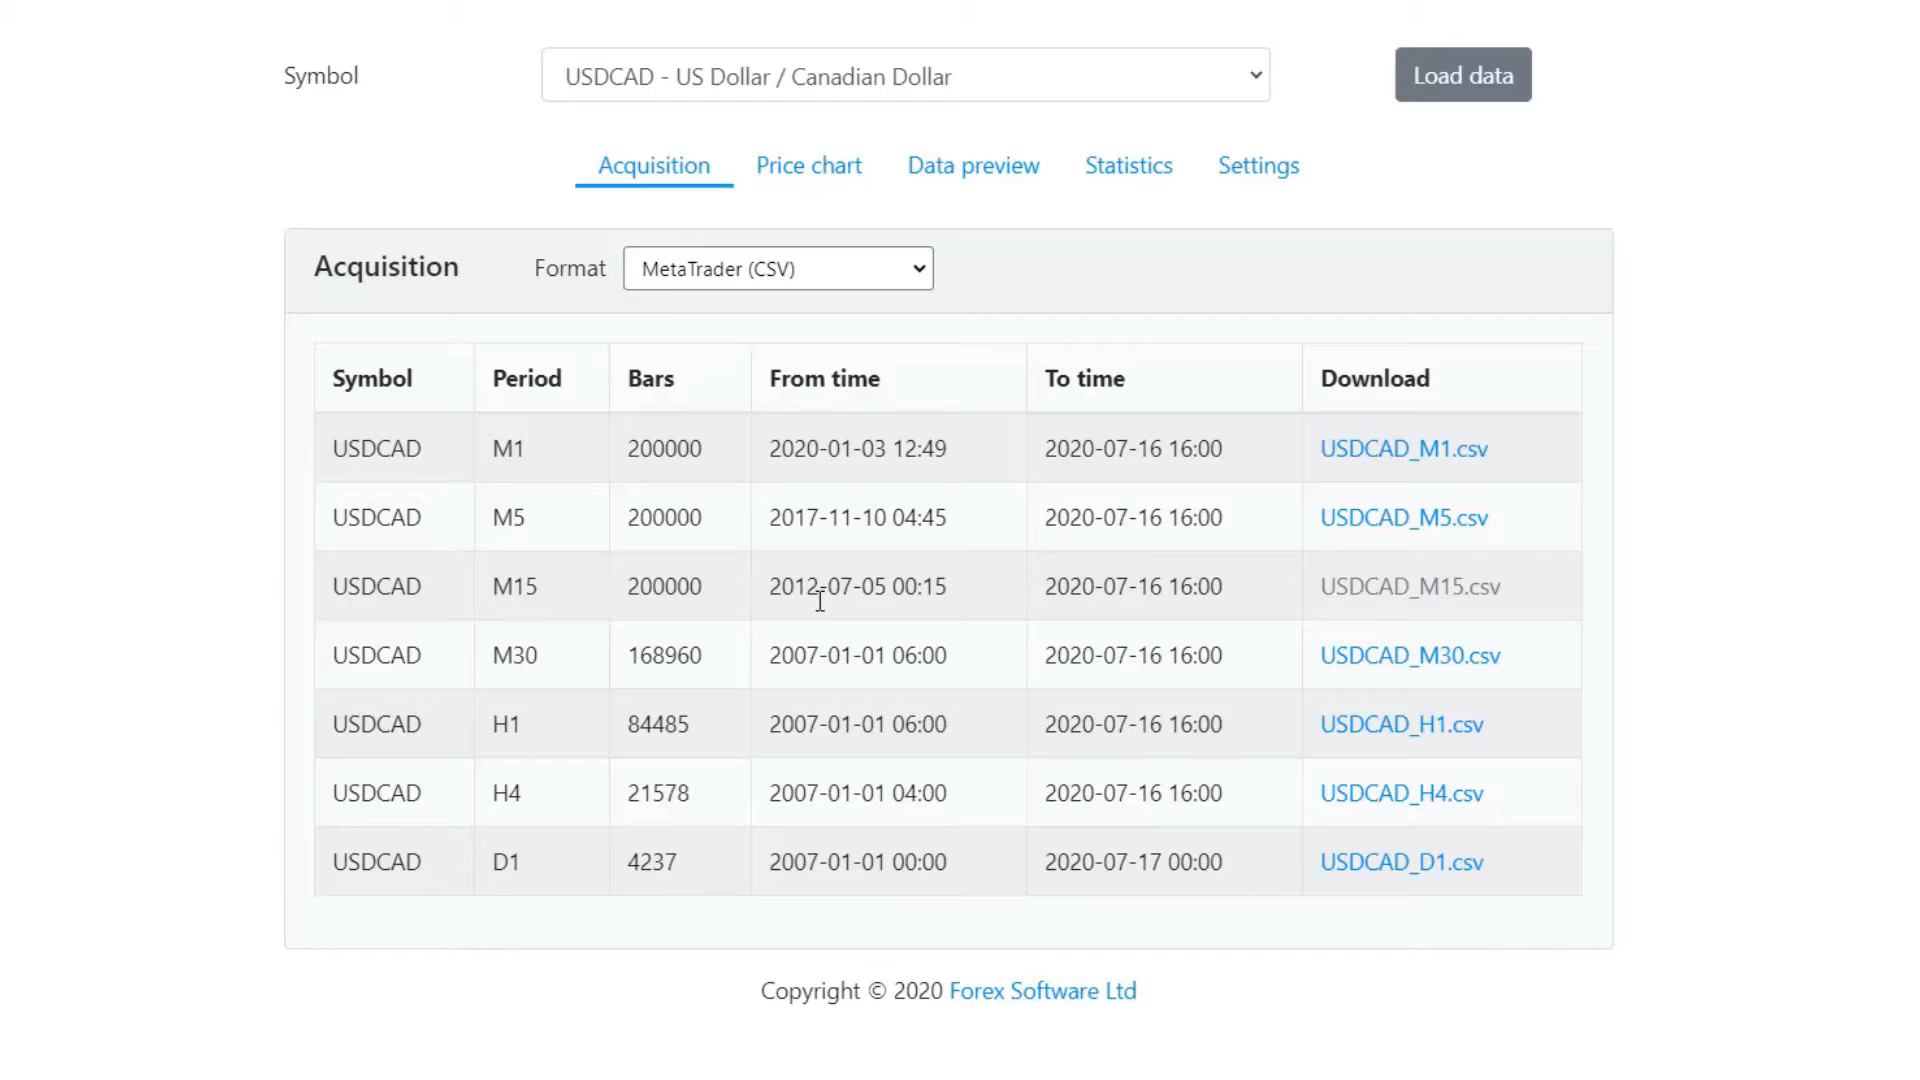 Symbol USDCAD - US Dollar / Canadian Dollar Load data
Acquisition Price chart Data preview Statistics Settings
Acquisition Format MetaTrader (CSV)
Symbol Period Bars From time To time Download
USDCAD M1 200000 2020-01-03 12:49 2020-07-16 16:00 USDCAD_M1.csv
USDCAD M5 200000 2017-11-10 04:45 2020-07-16 16:00 USDCAD_M5.csv
USDCAD M15 200000 2012-07-05 00:15 2020-07-16 16:00 USDCAD_M15.csv
USDCAD M30 168960 2007-01-01 06:00 2020-07-16 16:00 USDCAD_M30.csv
USDCAD H1 84485 2007-01-01 06:00 2020-07-16 16:00 USDCAD_H1.csv
USDCAD H4 21578 2007-01-01 04:00 2020-07-16 16:00 USDCAD_H4.csv
USDCAD D1 4237 2007-01-01 00:00 2020-07-17 00:00 USDCAD_D1.csv
Copyright © 2020 Forex Software Ltd